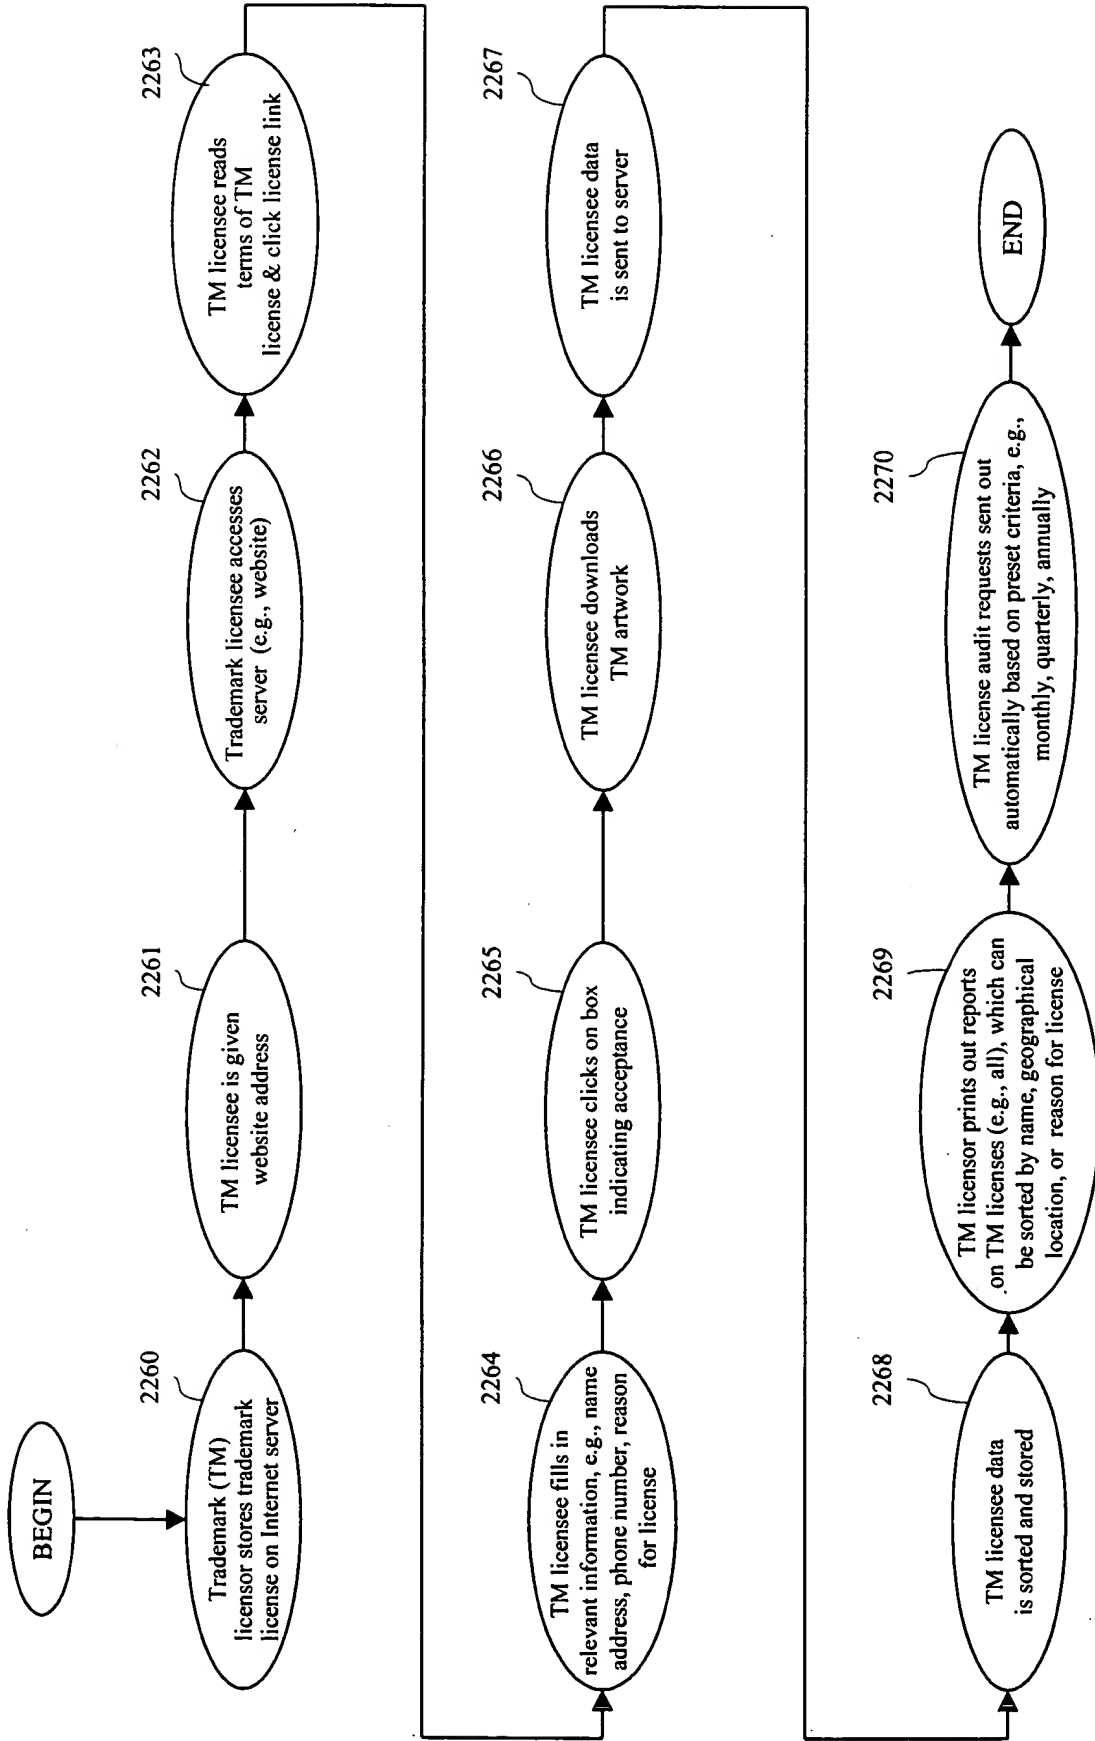 BEGIN
2260
Trademark (TM)
licensor stores trademark
license on Internet server
2261
TM licensee is given
website address
2262
Trademark licensee accesses
server (e.g., website)
2263
TM licensee reads
terms of TM
license & click license link
2264
TM licensee fills in
relevant information, e.g., name
address, phone number, reason
for license
2265
TM licensee clicks on box
indicating acceptance
2266
TM licensee downloads
TM artwork
2267
TM licensee data
is sent to server
2268
TM licensee data
is sorted and stored
2269
TM licensor prints out reports
on TM licenses (e.g., all), which can
be sorted by name, geographical
location, or reason for license
2270
TM license audit requests sent out
automatically based on preset criteria, e.g.,
monthly, quarterly, annually
END